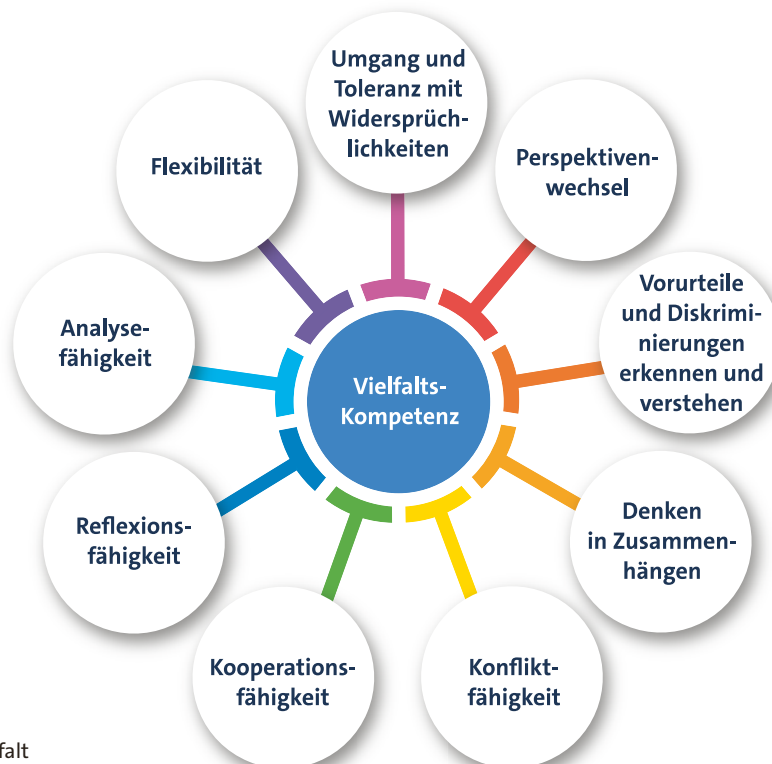 Umgang und
Toleranz mit
Widersprüch-
lichkeiten
Perspektiven-
wechsel
Vorurteile
und Diskrimi-
nierungen
erkennen und
verstehen
Denken
in Zusammen-
hängen
Konflikt-
fähigkeit
Kooperations-
fähigkeit
Reflexions-
fähigkeit
Analyse-
fähigkeit
Flexibilität
Vielfalts-
Kompetenz
falt